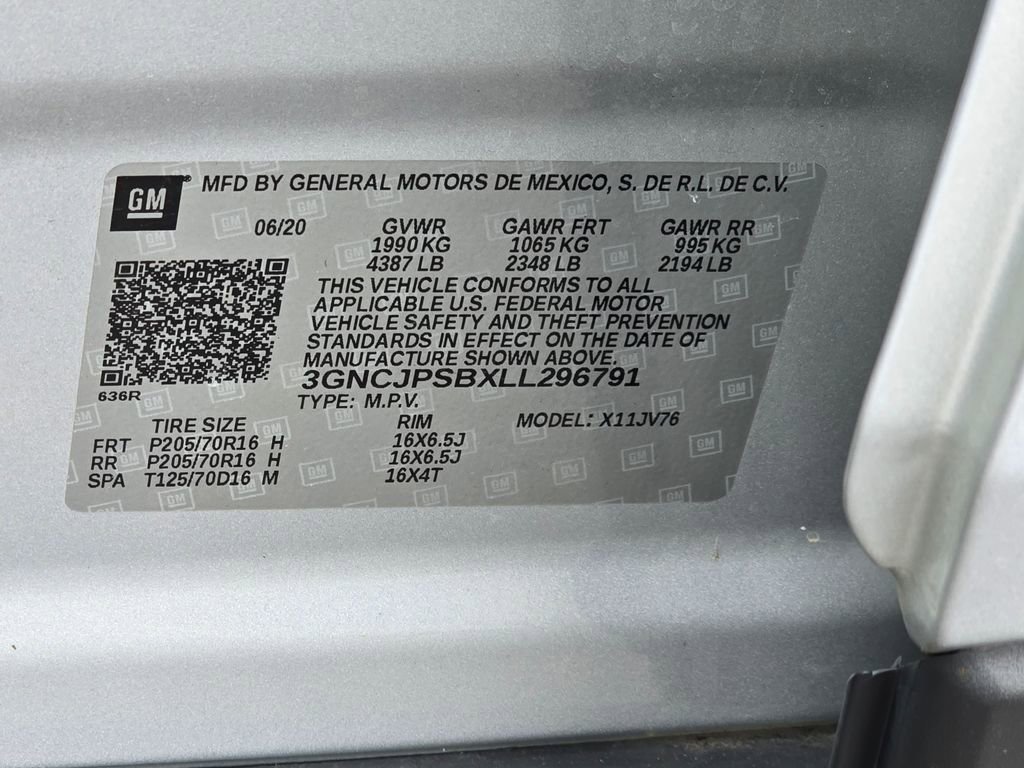 GM ® MFD BY GENERAL MOTORS DE MEXICO, S. DE R.L. DE C.V.
06/20 GVWR GAWR FRT GAWR RR
1990 KG 1065 KG 995 KG
4387 LB 2348 LB 2194 LB
THIS VEHICLE CONFORMS TO ALL
APPLICABLE U.S. FEDERAL MOTOR
VEHICLE SAFETY AND THEFT PREVENTION
STANDARDS IN EFFECT ON THE DATE OF
MANUFACTURE SHOWN ABOVE.
3GNCJPSBXLL296791
636R
TYPE: M.P.V.
TIRE SIZE RIM MODEL: X11JV76
FRT P205/70R16 H 16X6.5J
RR P205/70R16 H 16X6.5J
SPA T125/70D16 M 16X4T